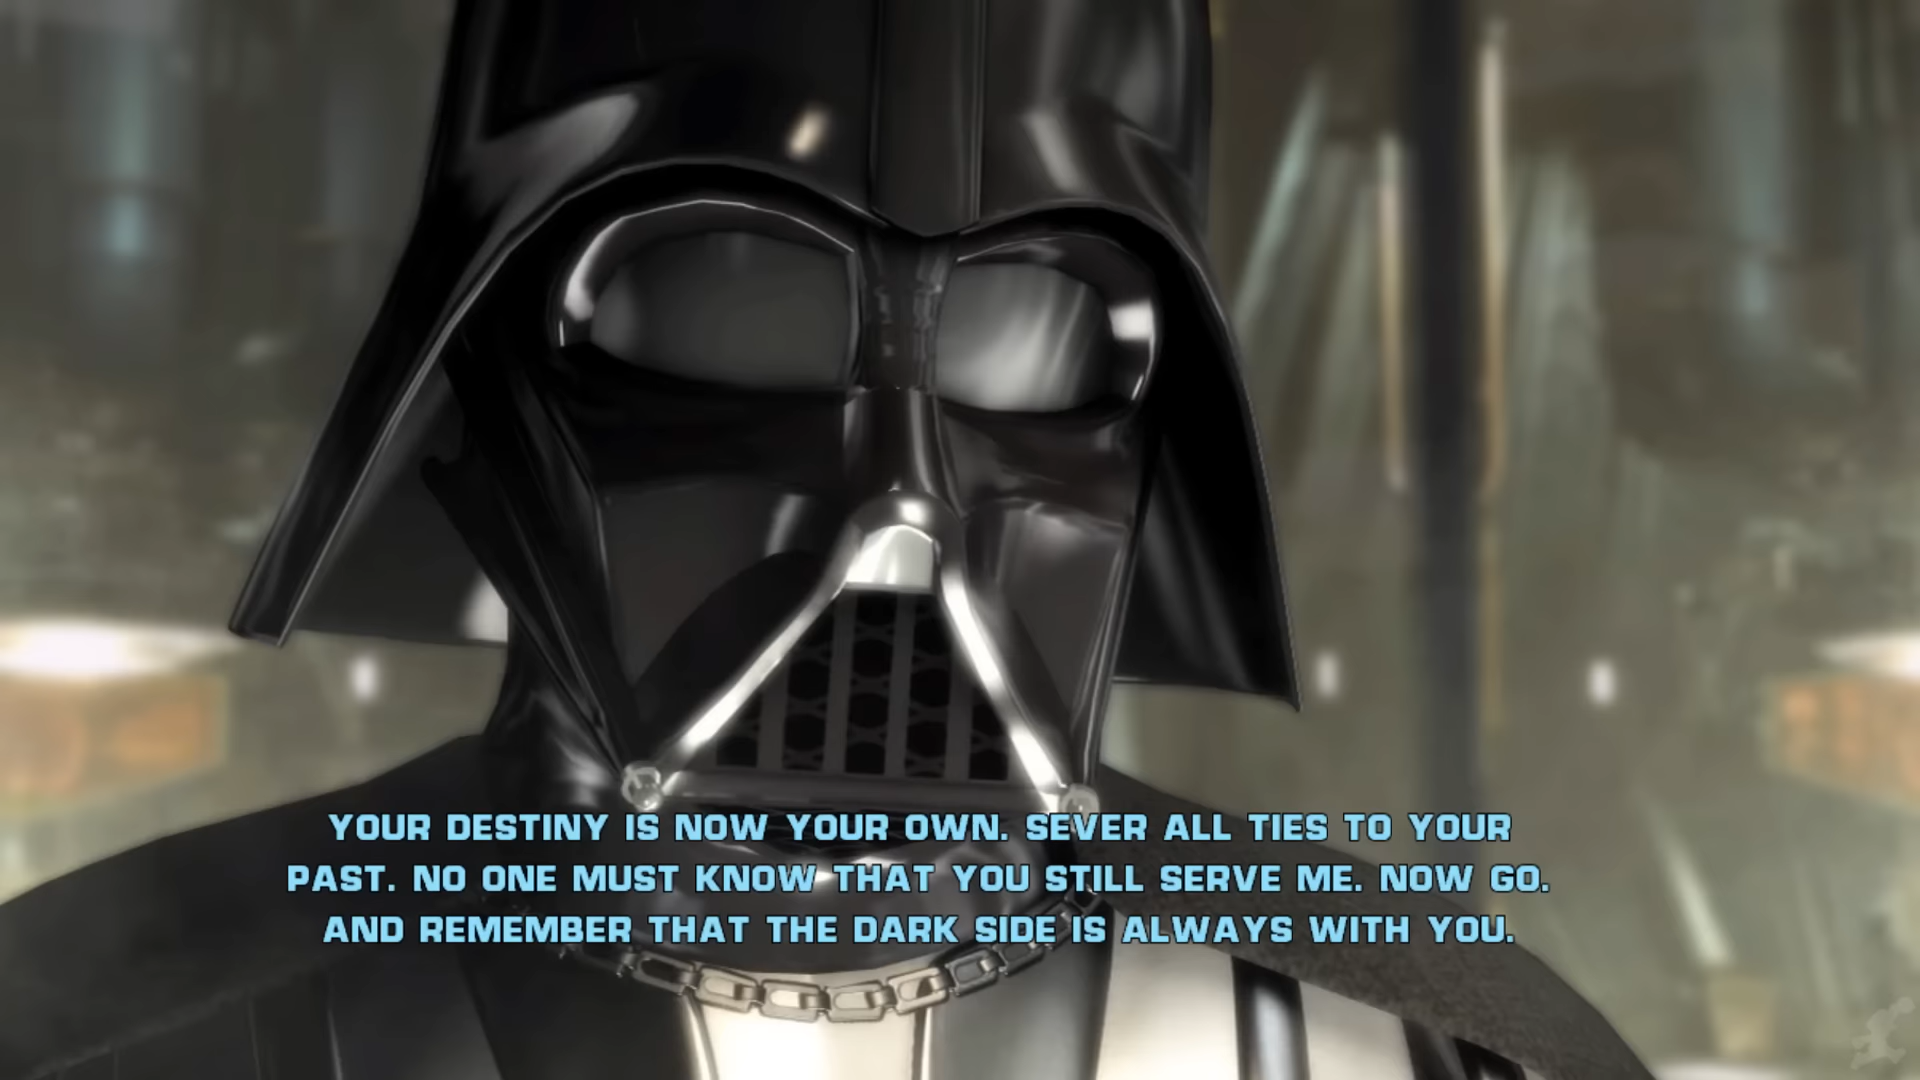 YOUR DESTINY IS NOW YOUR OWN. SEVER ALL TIES TO YOUR
PAST. NO ONE MUST KNOW THAT YOU STILL SERVE ME. NOW GO.
AND REMEMBER THAT THE DARK SIDE IS ALWAYS WITH YOU.